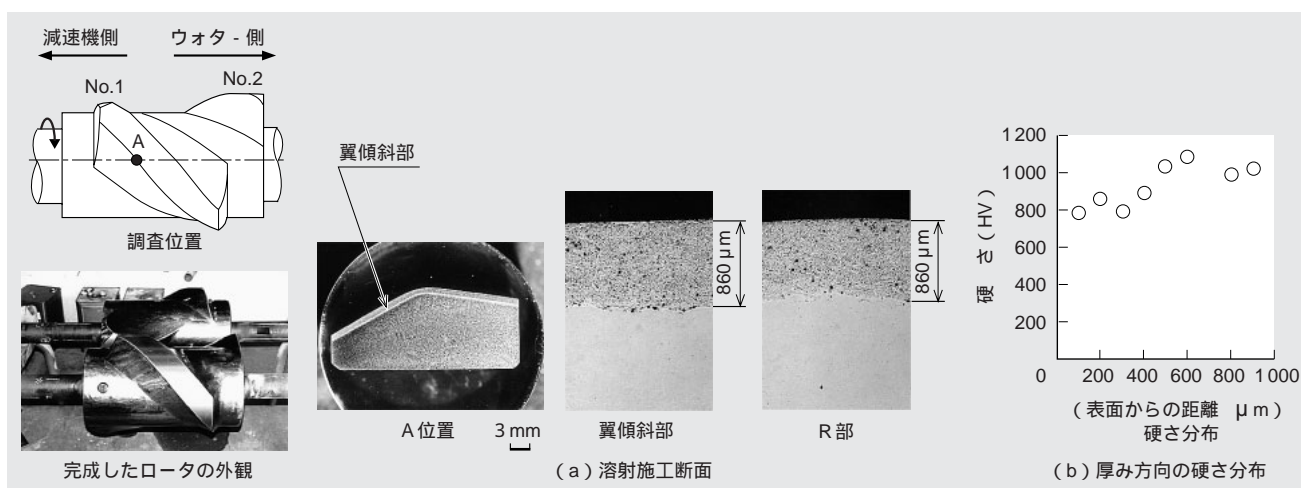 減速機側
ウォタ - 側
No.1
No.2
A
調査位置
完成したロータの外観
翼傾斜部
A位置
3 mm
860 μm
翼傾斜部
860 μm
R部
(a)溶射施工断面
硬 さ(HV)
1 200
1 000
800
600
400
200
0
200 400 600 800 1 000
(表面からの距離 μm)
硬さ分布
(b)厚み方向の硬さ分布